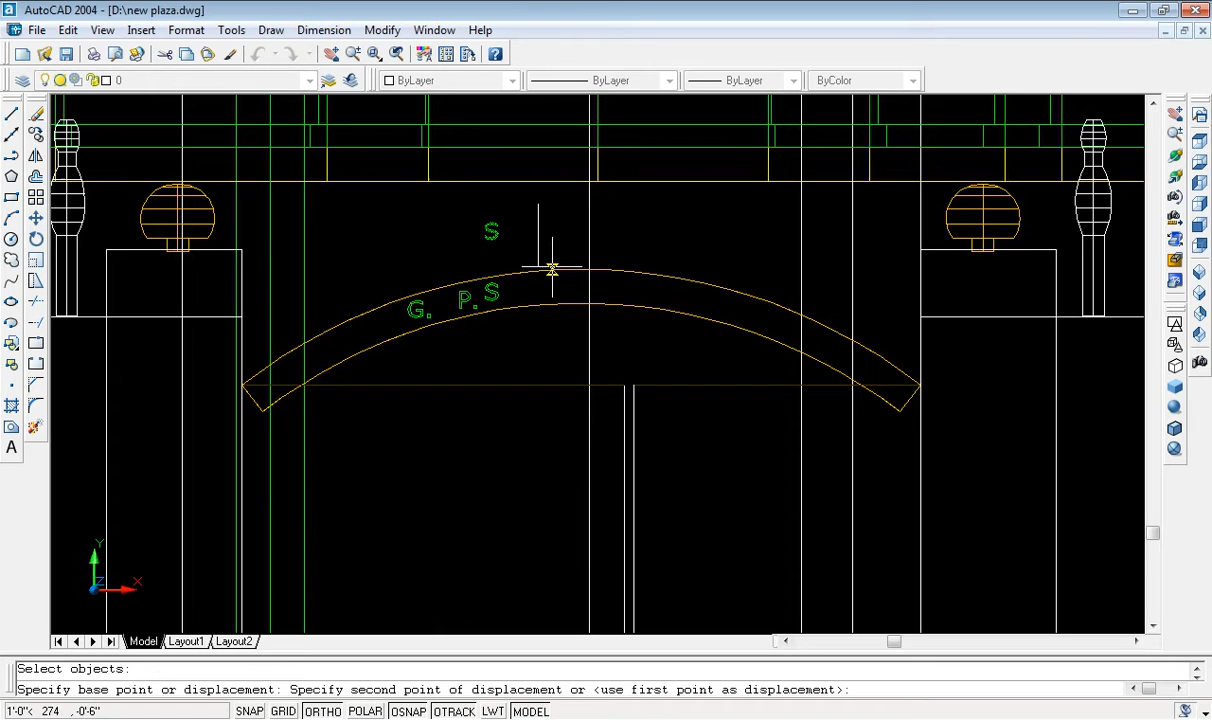 AutoCAD 2004 - [D:\new plaza.dwg]
File Edit View Insert Format Tools Draw Dimension Modify Window Help
0 ByLayer ByLayer ByLayer ByColor
S
G. P. S
Y
Z X
Model Layout1 Layout2
Select objects:
Specify base point or displacement: Specify second point of displacement or <use first point as displacement>:
1'-0"< 274 ,-0'-6" SNAP GRID ORTHO POLAR OSNAP OTRACK LWT MODEL